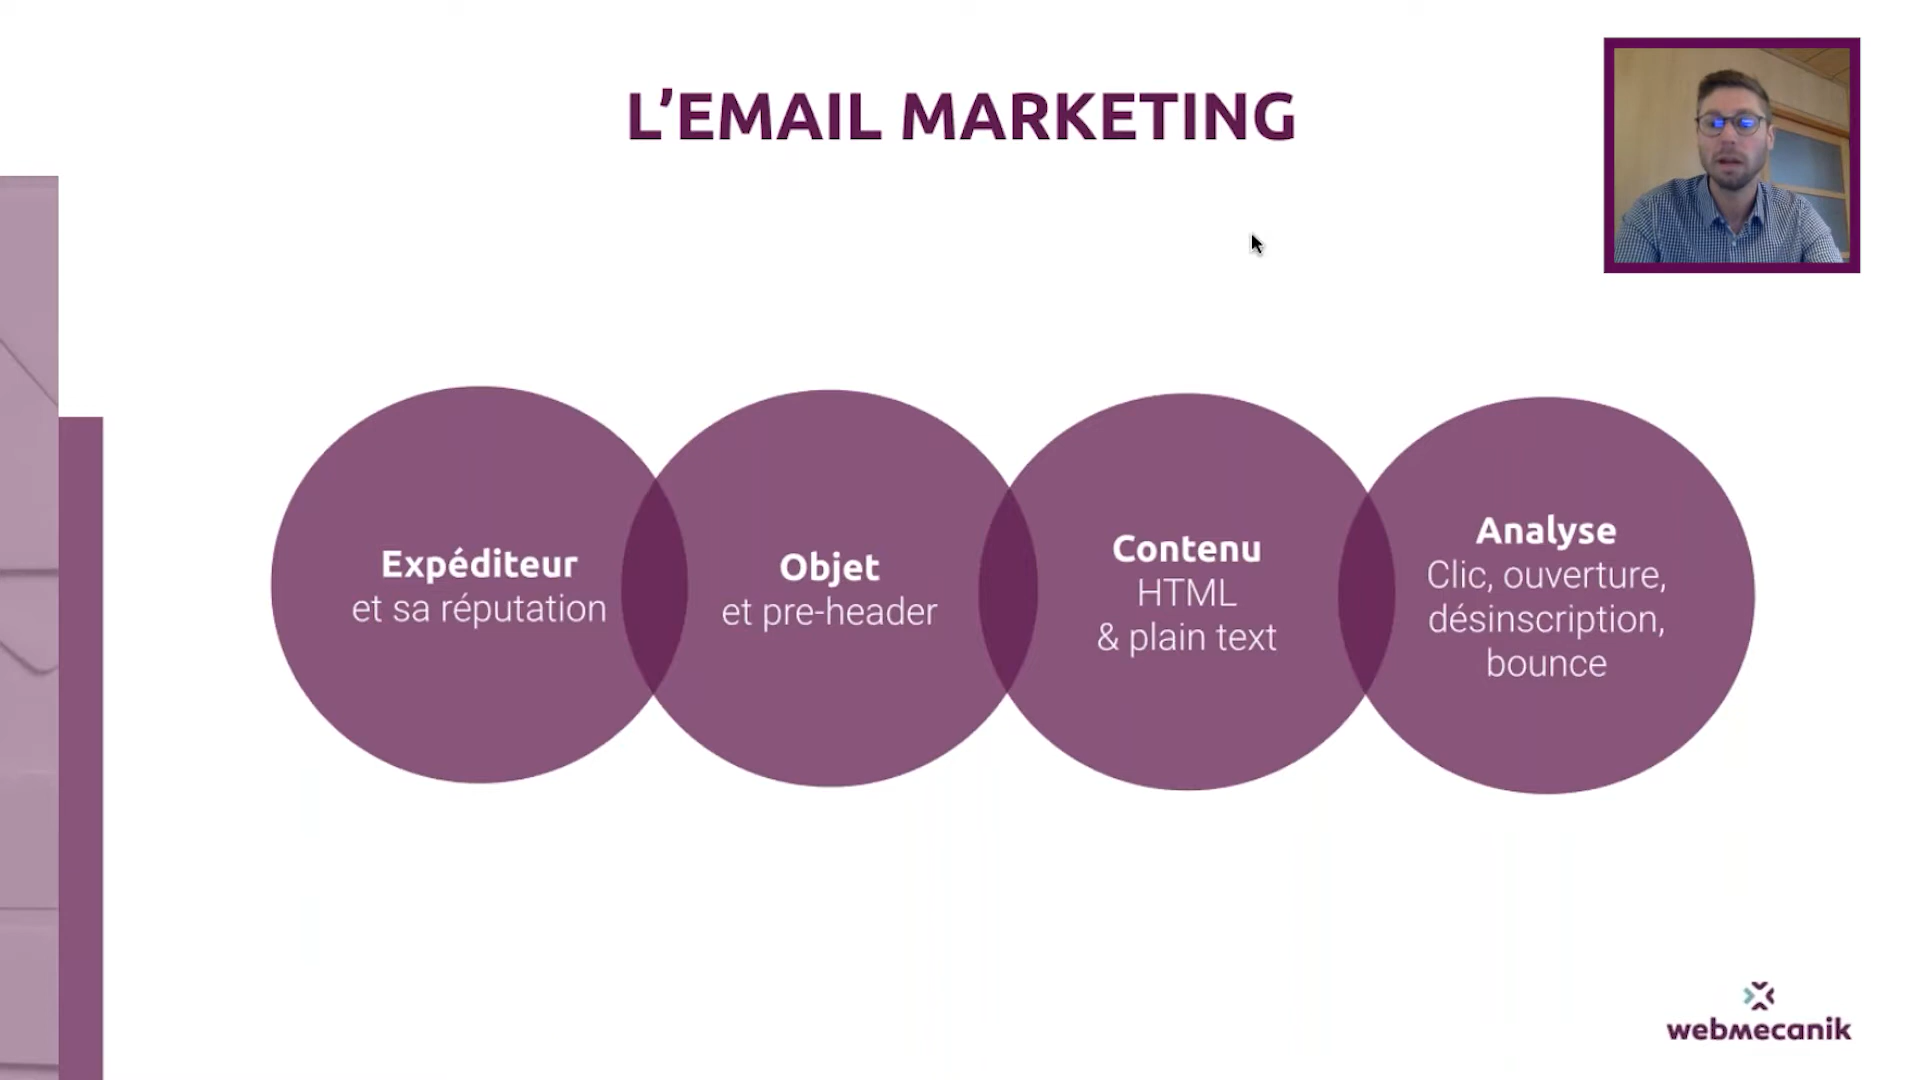 L’EMAIL MARKETING
Expéditeur
et sa réputation
Objet
et pre-header
Contenu
HTML
& plain text
Analyse
Clic, ouverture,
désinscription,
bounce
webmecanik